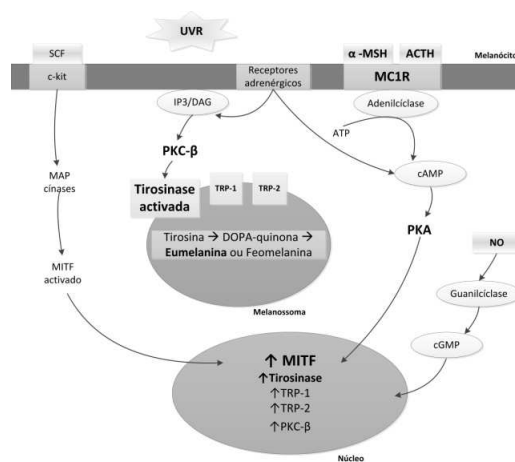 UVR
SCF
c-kit
α -MSH
ACTH
MC1R
Melanócito
Receptores
adrenérgicos
IP3/DAG
Adenilcíclase
ATP
PKC-β
cAMP
MAP
cínases
Tirosinase
activada
TRP-1
TRP-2
Tirosina → DOPA-quinona →
Eumelanina ou Feomelanina
Melanossoma
PKA
NO
MITF
activado
Guanilcíclase
cGMP
↑ MITF
↑Tirosinase
↑TRP-1
↑TRP-2
↑PKC-β
Núcleo